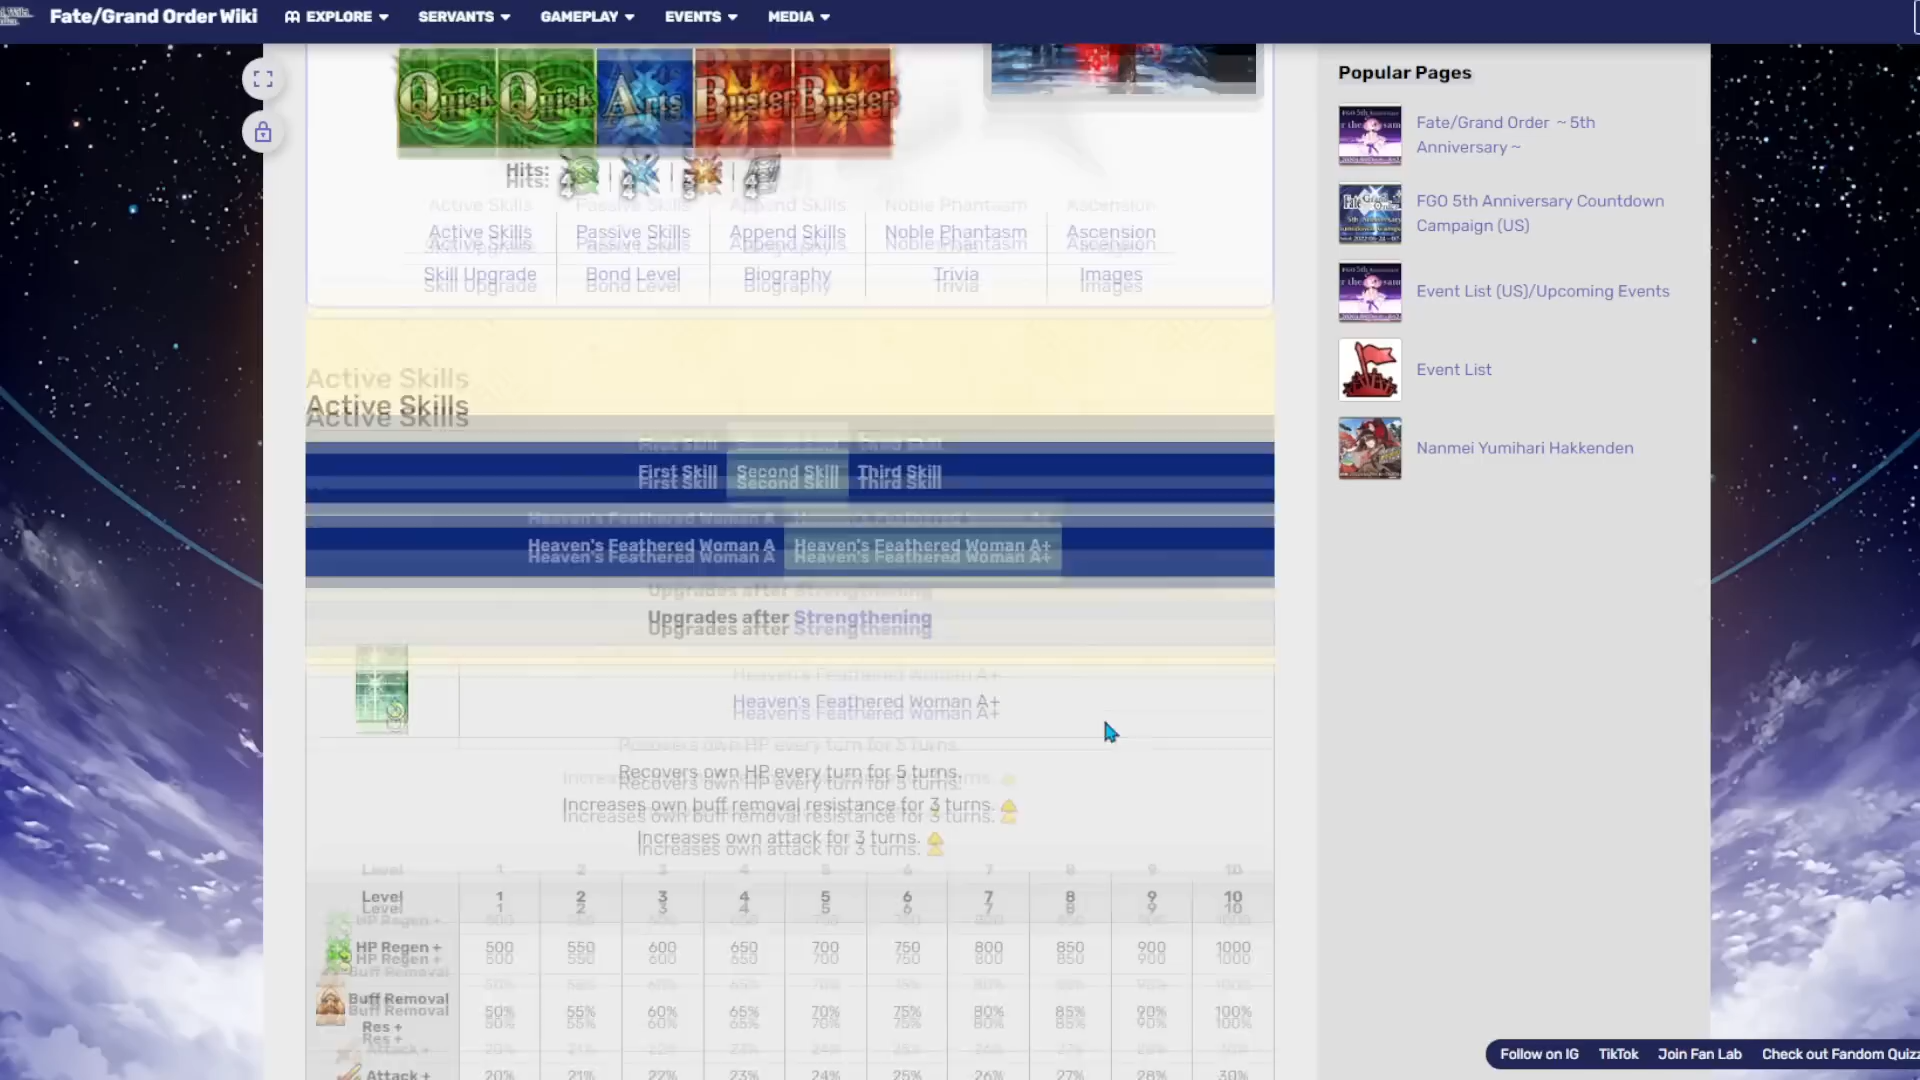 Fate/Grand Order Wiki
EXPLORE
SERVANTS
GAMEPLAY
EVENTS
MEDIA
Quick Quick Arts Buster Buster
Hits:
Active Skills
Passive Skills
Append Skills
Noble Phantasm
Ascension
Skill Upgrade
Bond Level
Biography
Trivia
Images
Active Skills
First Skill
Second Skill
Third Skill
Heaven's Feathered Woman A
Heaven's Feathered Woman A+
Upgrades after Strengthening
Heaven's Feathered Woman A+
Recovers own HP every turn for 5 turns.
Increases own buff removal resistance for 3 turns.
Increases own attack for 3 turns.
Level 1 2 3 4 5 6 7 8 9 10
HP Regen + 500 550 600 650 700 750 800 850 900 1000
Buff Removal
Res +
50% 55% 60% 65% 70% 75% 80% 85% 90% 100%
Attack + 20% 21% 22% 23% 24% 25% 26% 27% 28% 30%
Popular Pages
Fate/Grand Order ~5th
Anniversary~
FGO 5th Anniversary Countdown
Campaign (US)
Event List (US)/Upcoming Events
Event List
Nanmei Yumihari Hakkenden
Follow on IG
TikTok
Join Fan Lab
Check out Fandom Quizz